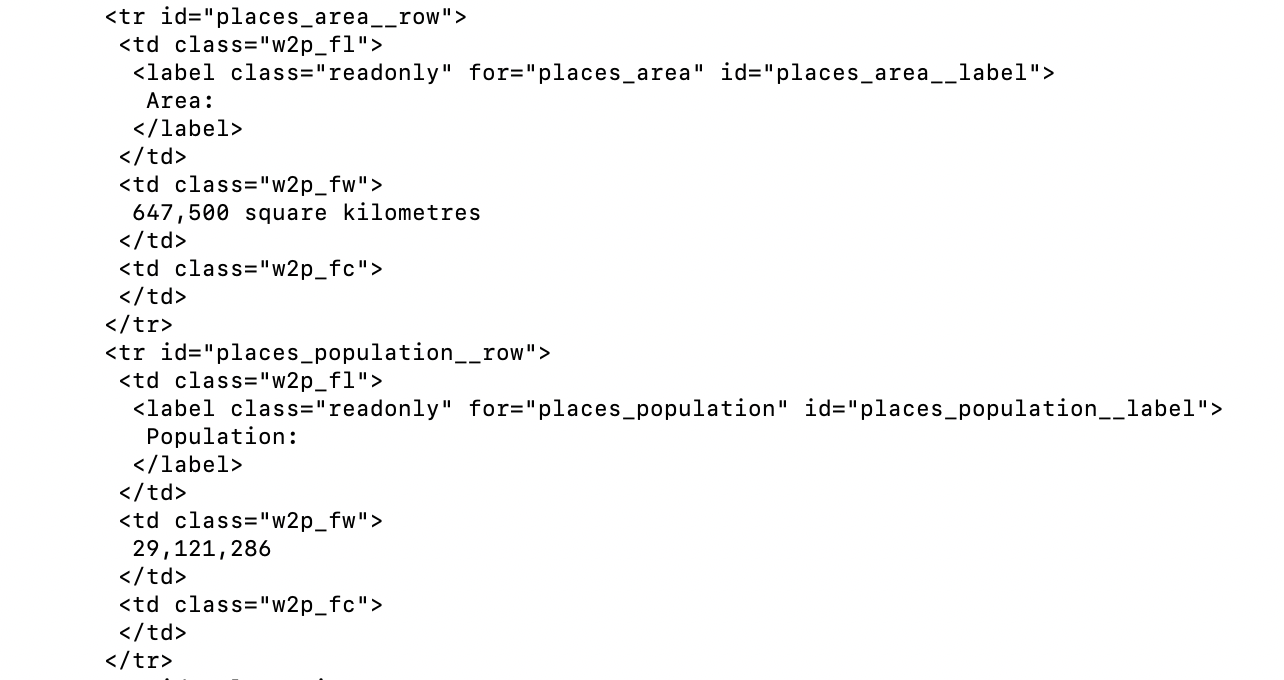 <tr id="places_area__row">
<td class="w2p_fl">
<label class="readonly" for="places_area" id="places_area__label">
Area:
</label>
</td>
<td class="w2p_fw">
647,500 square kilometres
</td>
<td class="w2p_fc">
</td>
</tr>
<tr id="places_population__row">
<td class="w2p_fl">
<label class="readonly" for="places_population" id="places_population__label">
Population:
</label>
</td>
<td class="w2p_fw">
29,121,286
</td>
<td class="w2p_fc">
</td>
</tr>